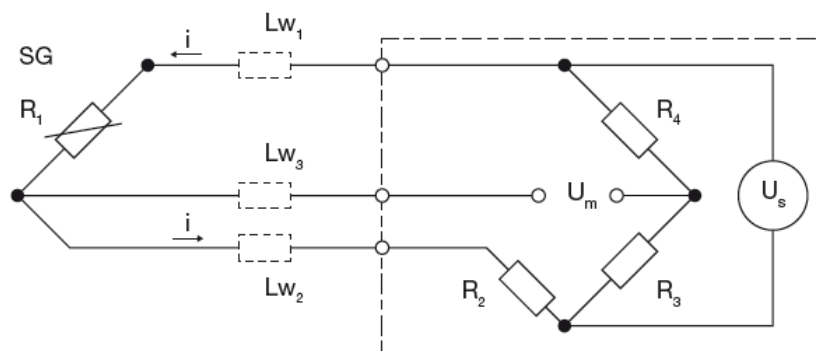 i
Lw₁
SG
R₁
R₄
Lw₃
Uₘ
Uₛ
i
Lw₂
R₂
R₃